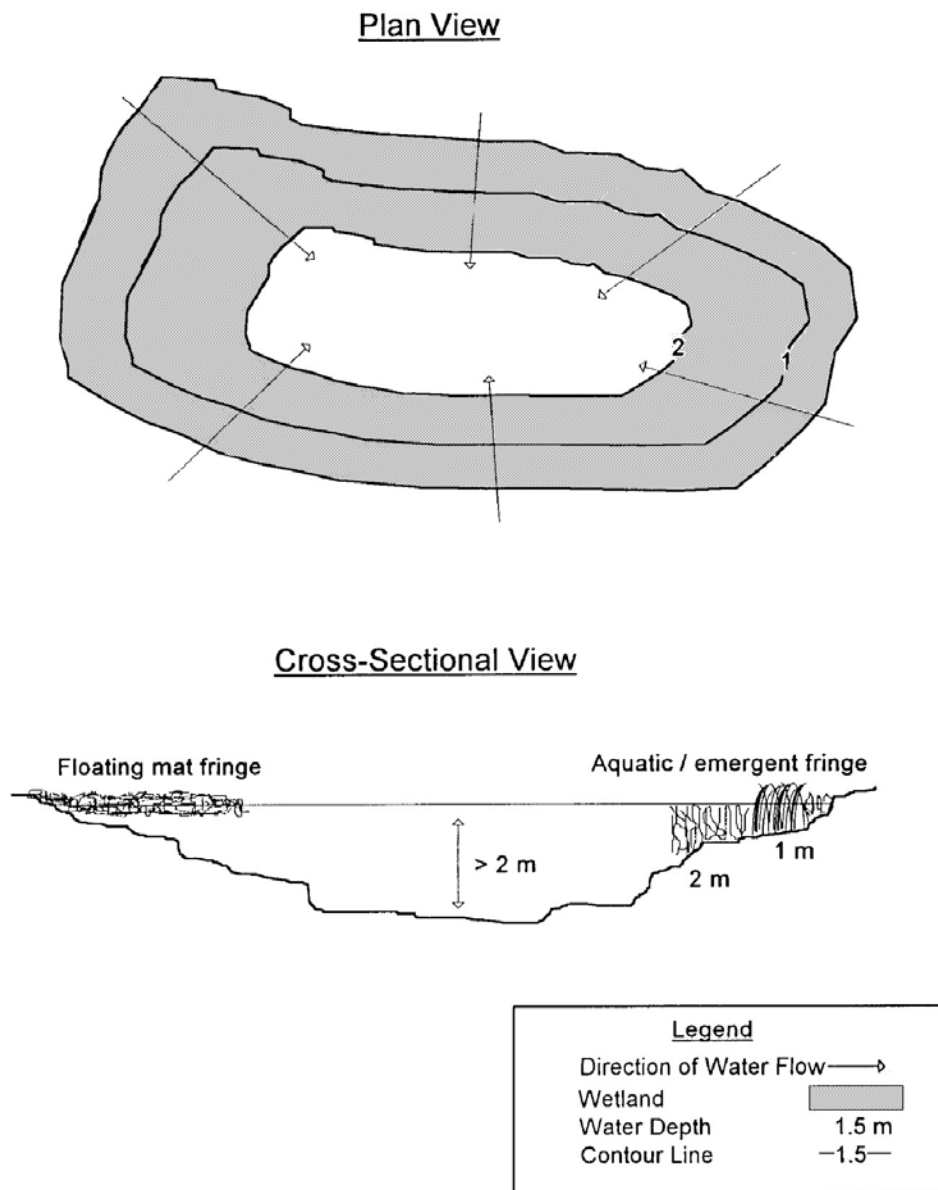 Plan View
2
1
Cross-Sectional View
Floating mat fringe
Aquatic / emergent fringe
> 2 m
1 m
2 m
Legend
Direction of Water Flow
Wetland
Water Depth 1.5 m
Contour Line 1.5